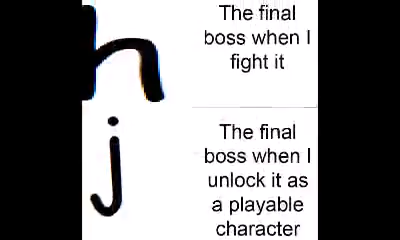 h
The final
boss when I
fight it
j
The final
boss when I
unlock it as
a playable
character